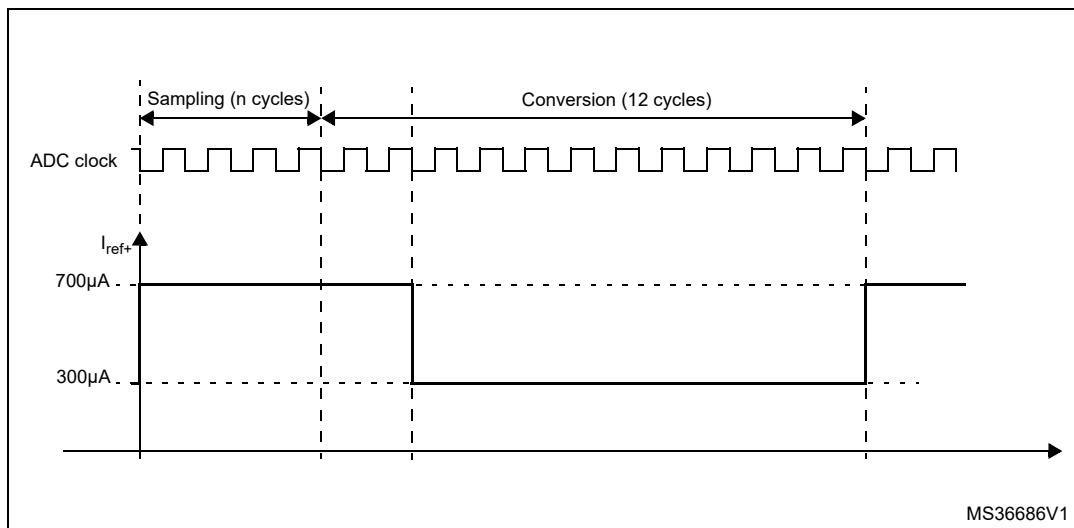 Sampling (n cycles)
Conversion (12 cycles)
ADC clock
Iref+
700µA
300µA
MS36686V1